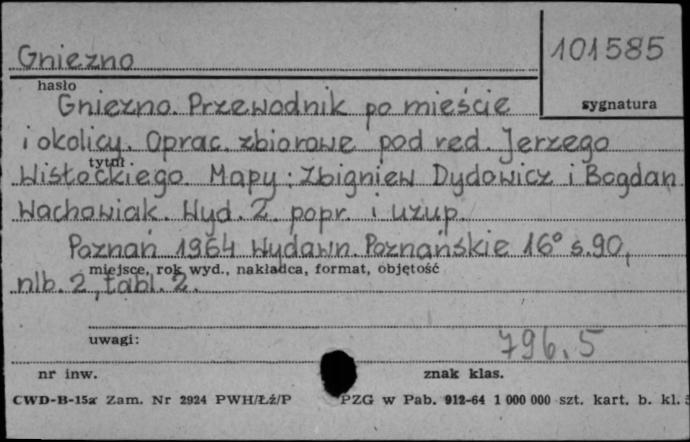 Gniezno
101585
hasło
sygnatura
Gniezno. Przewodnik po mieście
i okolicy. Oprac. zbiorowe pod red. Jerzego
tytuł
Wisłockiego. Mapy: Zbigniew Dydowicz i Bogdan
Wachowiak. Wyd. 2. popr. i uzup.
Poznań 1964 Wydawn. Poznańskie 16° s. 90,
miejsce, rok wyd., nakładca, format, objętość
nlb. 2, tabl. 2.
uwagi:
796.5
nr inw.
znak klas.
CWD-B-15a Zam. Nr 2924 PWH/Łź/P PZG w Pab. 912-64 1 000 000 szt. kart. b. kl.